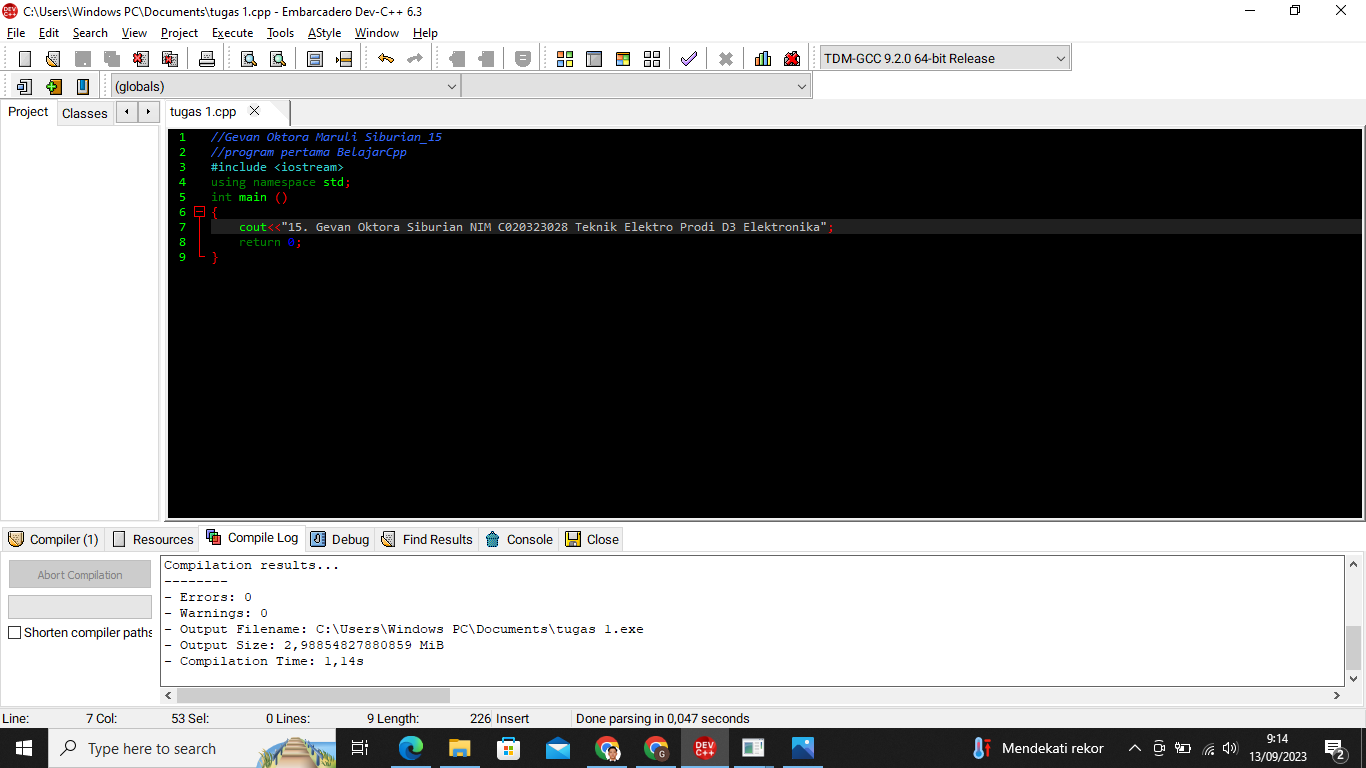 C:\Users\Windows PC\Documents\tugas 1.cpp - Embarcadero Dev-C++ 6.3
File Edit Search View Project Execute Tools AStyle Window Help
TDM-GCC 9.2.0 64-bit Release
(globals)
Project Classes tugas 1.cpp
1 //Gevan Oktora Maruli Siburian_15
2 //program pertama BelajarCpp
3 #include <iostream>
4 using namespace std;
5 int main ()
6 {
7 cout<<"15. Gevan Oktora Siburian NIM C020323028 Teknik Elektro Prodi D3 Elektronika";
8 return 0;
9 }
Compiler (1) Resources Compile Log Debug Find Results Console Close
Abort Compilation
Shorten compiler paths
Compilation results...
--------
- Errors: 0
- Warnings: 0
- Output Filename: C:\Users\Windows PC\Documents\tugas 1.exe
- Output Size: 2,98854827880859 MiB
- Compilation Time: 1,14s
Line: 7 Col: 53 Sel: 0 Lines: 9 Length: 226 Insert Done parsing in 0,047 seconds
Type here to search
DEV C++
Mendekati rekor
9:14
13/09/2023
2